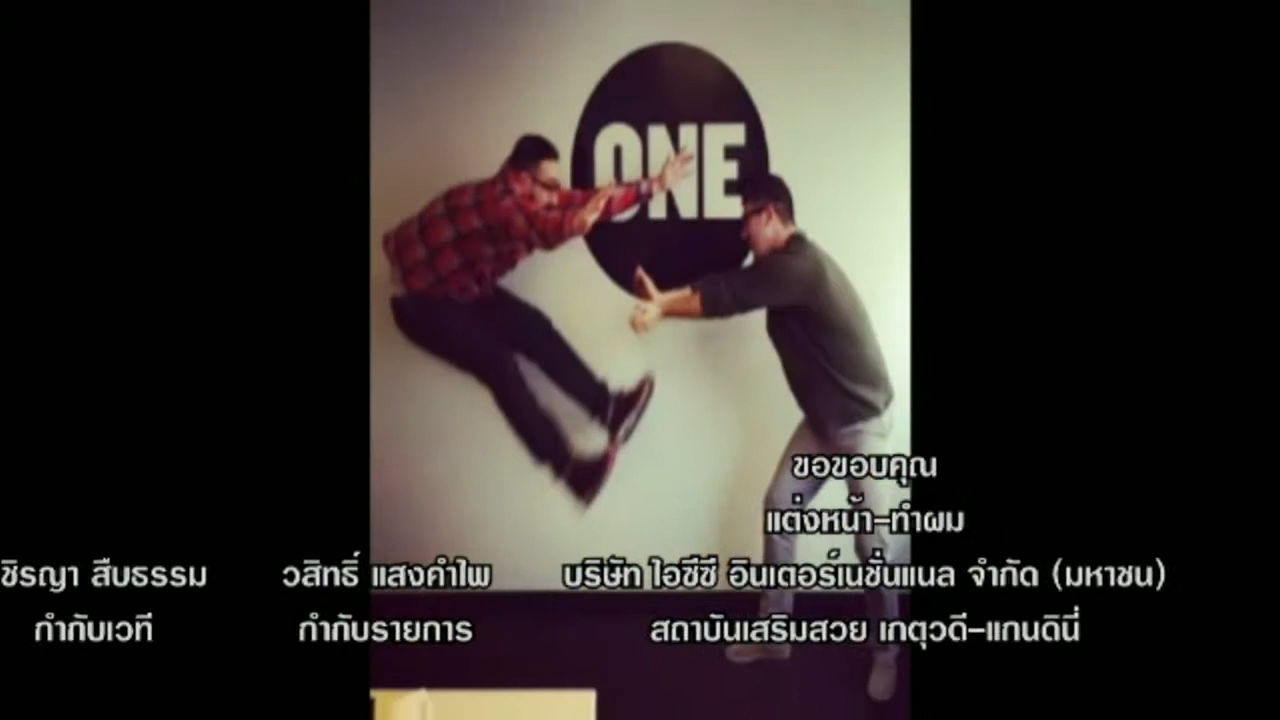 ONE
ขอขอบคุณ
แต่งหน้า-ทำผม
ชิรญา สืบธรรม วสิทธิ์ แสงคำไพ บริษัท ไอซีซี อินเตอร์เนชั่นแนล จำกัด (มหาชน)
กำกับเวที กำกับรายการ สถาบันเสริมสวย เกตุวดี-แกนดินี่